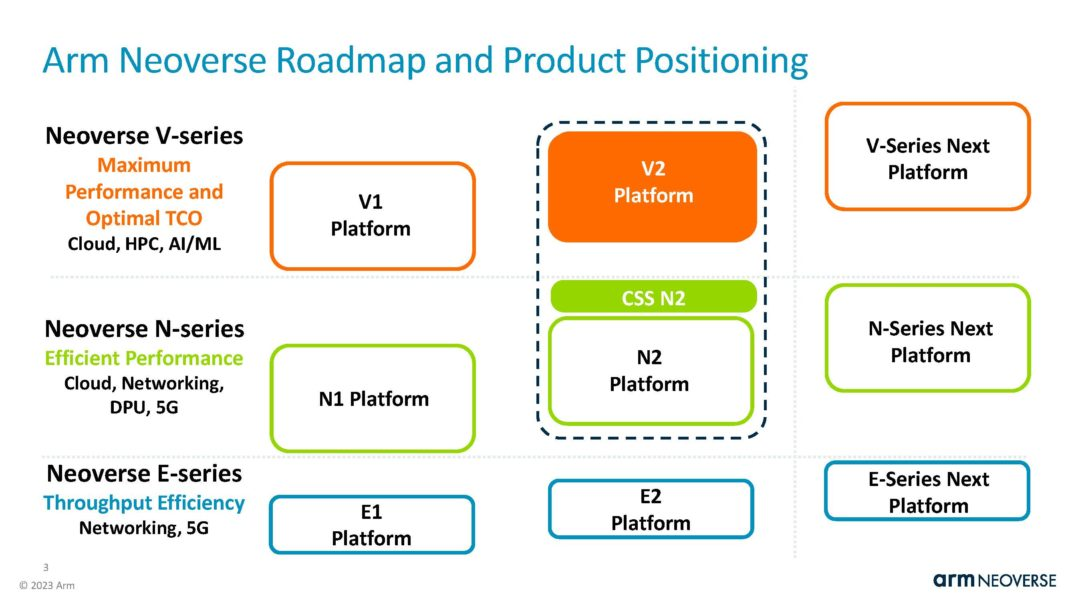 Arm Neoverse Roadmap and Product Positioning
Neoverse V-series
Maximum
Performance and
Optimal TCO
Cloud, HPC, AI/ML
V1
Platform
V2
Platform
V-Series Next
Platform
Neoverse N-series
Efficient Performance
Cloud, Networking,
DPU, 5G
N1 Platform
CSS N2
N2
Platform
N-Series Next
Platform
Neoverse E-series
Throughput Efficiency
Networking, 5G
E1
Platform
E2
Platform
E-Series Next
Platform
3
© 2023 Arm
arm NEOVERSE